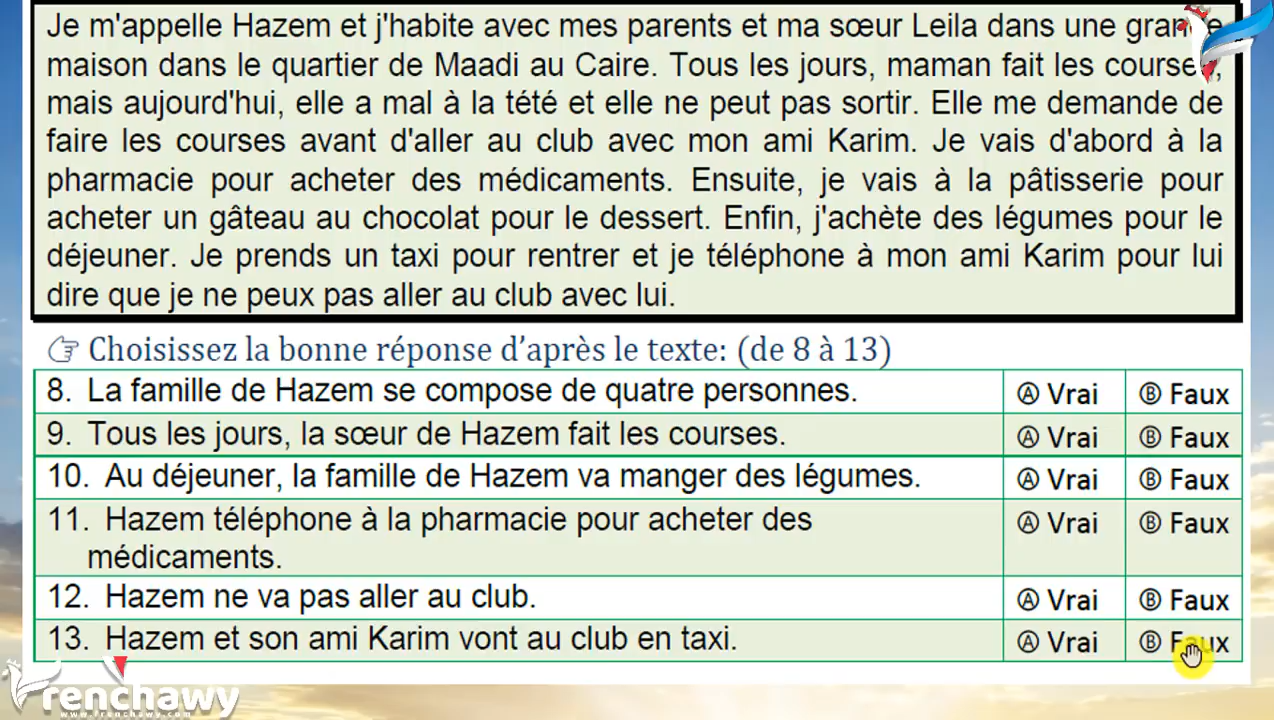 Je m'appelle Hazem et j'habite avec mes parents et ma sœur Leila dans une grande
maison dans le quartier de Maadi au Caire. Tous les jours, maman fait les courses,
mais aujourd'hui, elle a mal à la tété et elle ne peut pas sortir. Elle me demande de
faire les courses avant d'aller au club avec mon ami Karim. Je vais d'abord à la
pharmacie pour acheter des médicaments. Ensuite, je vais à la pâtisserie pour
acheter un gâteau au chocolat pour le dessert. Enfin, j'achète des légumes pour le
déjeuner. Je prends un taxi pour rentrer et je téléphone à mon ami Karim pour lui
dire que je ne peux pas aller au club avec lui.
☞ Choisissez la bonne réponse d’après le texte: (de 8 à 13)
8. La famille de Hazem se compose de quatre personnes. Ⓐ Vrai Ⓑ Faux
9. Tous les jours, la sœur de Hazem fait les courses. Ⓐ Vrai Ⓑ Faux
10. Au déjeuner, la famille de Hazem va manger des légumes. Ⓐ Vrai Ⓑ Faux
11. Hazem téléphone à la pharmacie pour acheter des Ⓐ Vrai Ⓑ Faux
médicaments.
12. Hazem ne va pas aller au club. Ⓐ Vrai Ⓑ Faux
13. Hazem et son ami Karim vont au club en taxi. Ⓐ Vrai Ⓑ Faux
Frenchawy
www.frenchawy.com